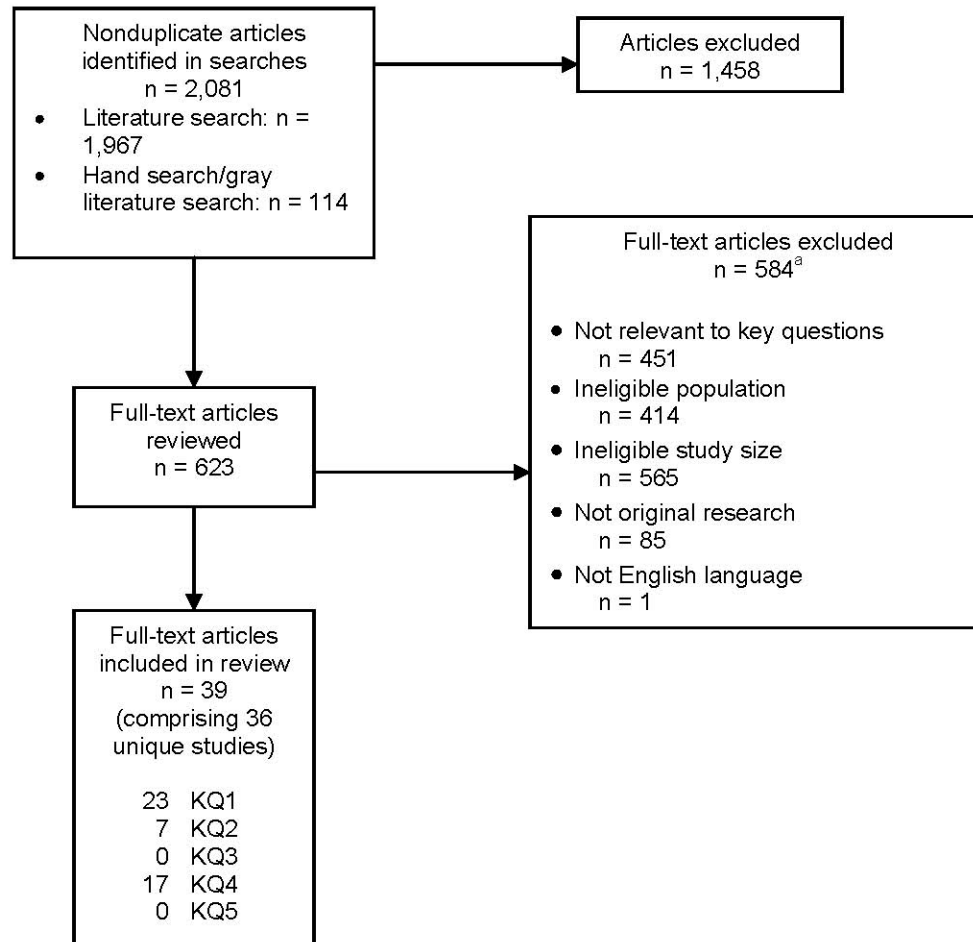 Nonduplicate articles
identified in searches
n = 2,081
• Literature search: n =
1,967
• Hand search/gray
literature search: n = 114
Articles excluded
n = 1,458
Full-text articles
reviewed
n = 623
Full-text articles excluded
n = 584ᵃ
• Not relevant to key questions
n = 451
• Ineligible population
n = 414
• Ineligible study size
n = 565
• Not original research
n = 85
• Not English language
n = 1
Full-text articles
included in review
n = 39
(comprising 36
unique studies)
23 KQ1
7 KQ2
0 KQ3
17 KQ4
0 KQ5